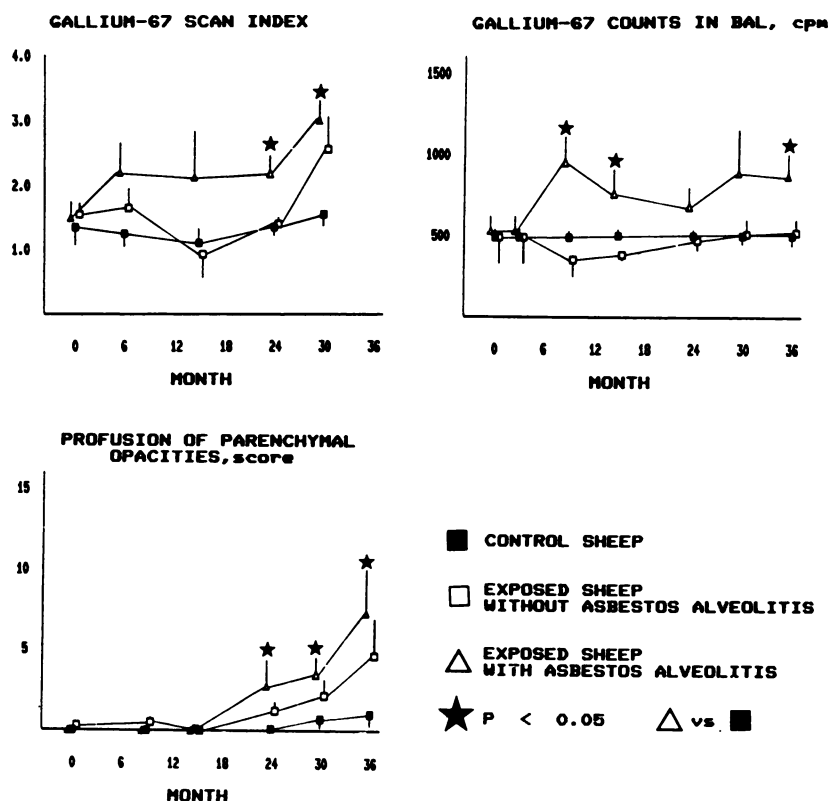 GALLIUM-67 SCAN INDEX
4.0
3.0
2.0
1.0
0 6 12 18 24 30 36
MONTH
GALLIUM-67 COUNTS IN BAL, cpm
1500
1000
500
0 6 12 18 24 30 36
MONTH
PROFUSION OF PARENCHYMAL
OPACITIES,score
15
10
5
0 6 12 18 24 30 36
MONTH
CONTROL SHEEP
EXPOSED SHEEP
WITHOUT ASBESTOS ALVEOLITIS
EXPOSED SHEEP
WITH ASBESTOS ALVEOLITIS
P < 0.05 △ vs ■